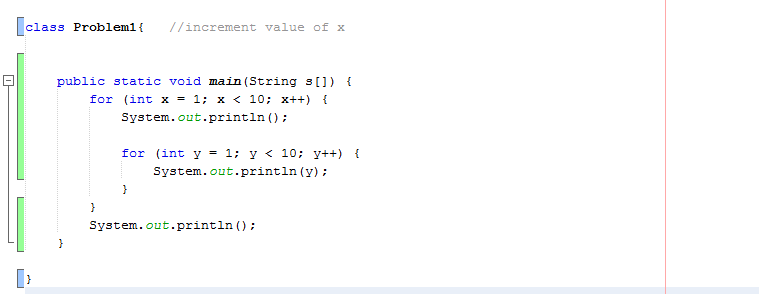 class Problem1{   //increment value of x
    public static void main(String s[]) {
        for (int x = 1; x < 10; x++) {
            System.out.println();
            for (int y = 1; y < 10; y++) {
                System.out.println(y);
            }
        }
        System.out.println();
    }
}